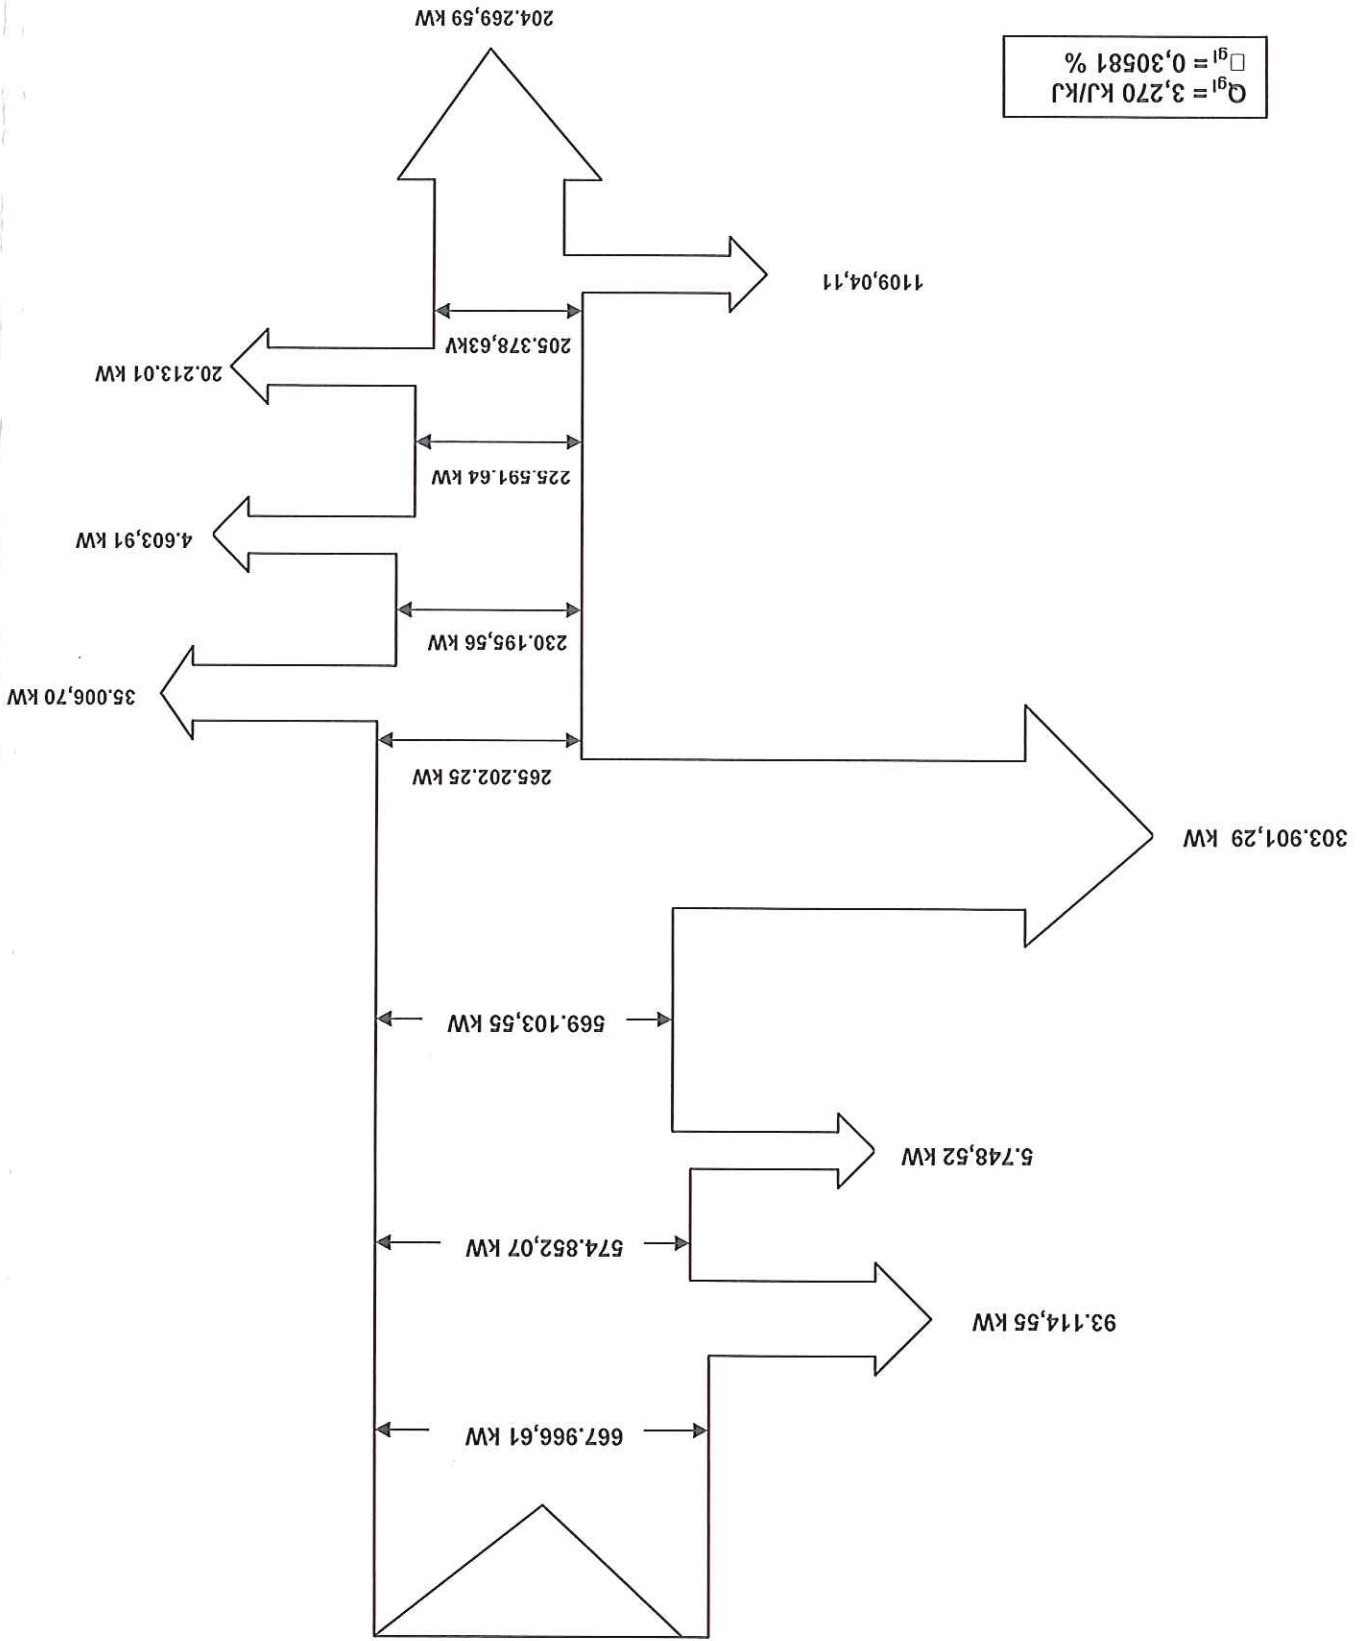 667.966,61 kW
93.114,55 kW
574.852,07 kW
5.748,52 kW
569.103,55 kW
303.901,29 kW
265.202.25 kW
35.006,70 kW
230.195,56 kW
4.603,91 kW
225.591.64 kW
20.213.01 kW
205.378,63kV
1109,04,11
Qgl = 3,270 kJ/kJ
□gl = 0,30581 %
204.269,59 kW